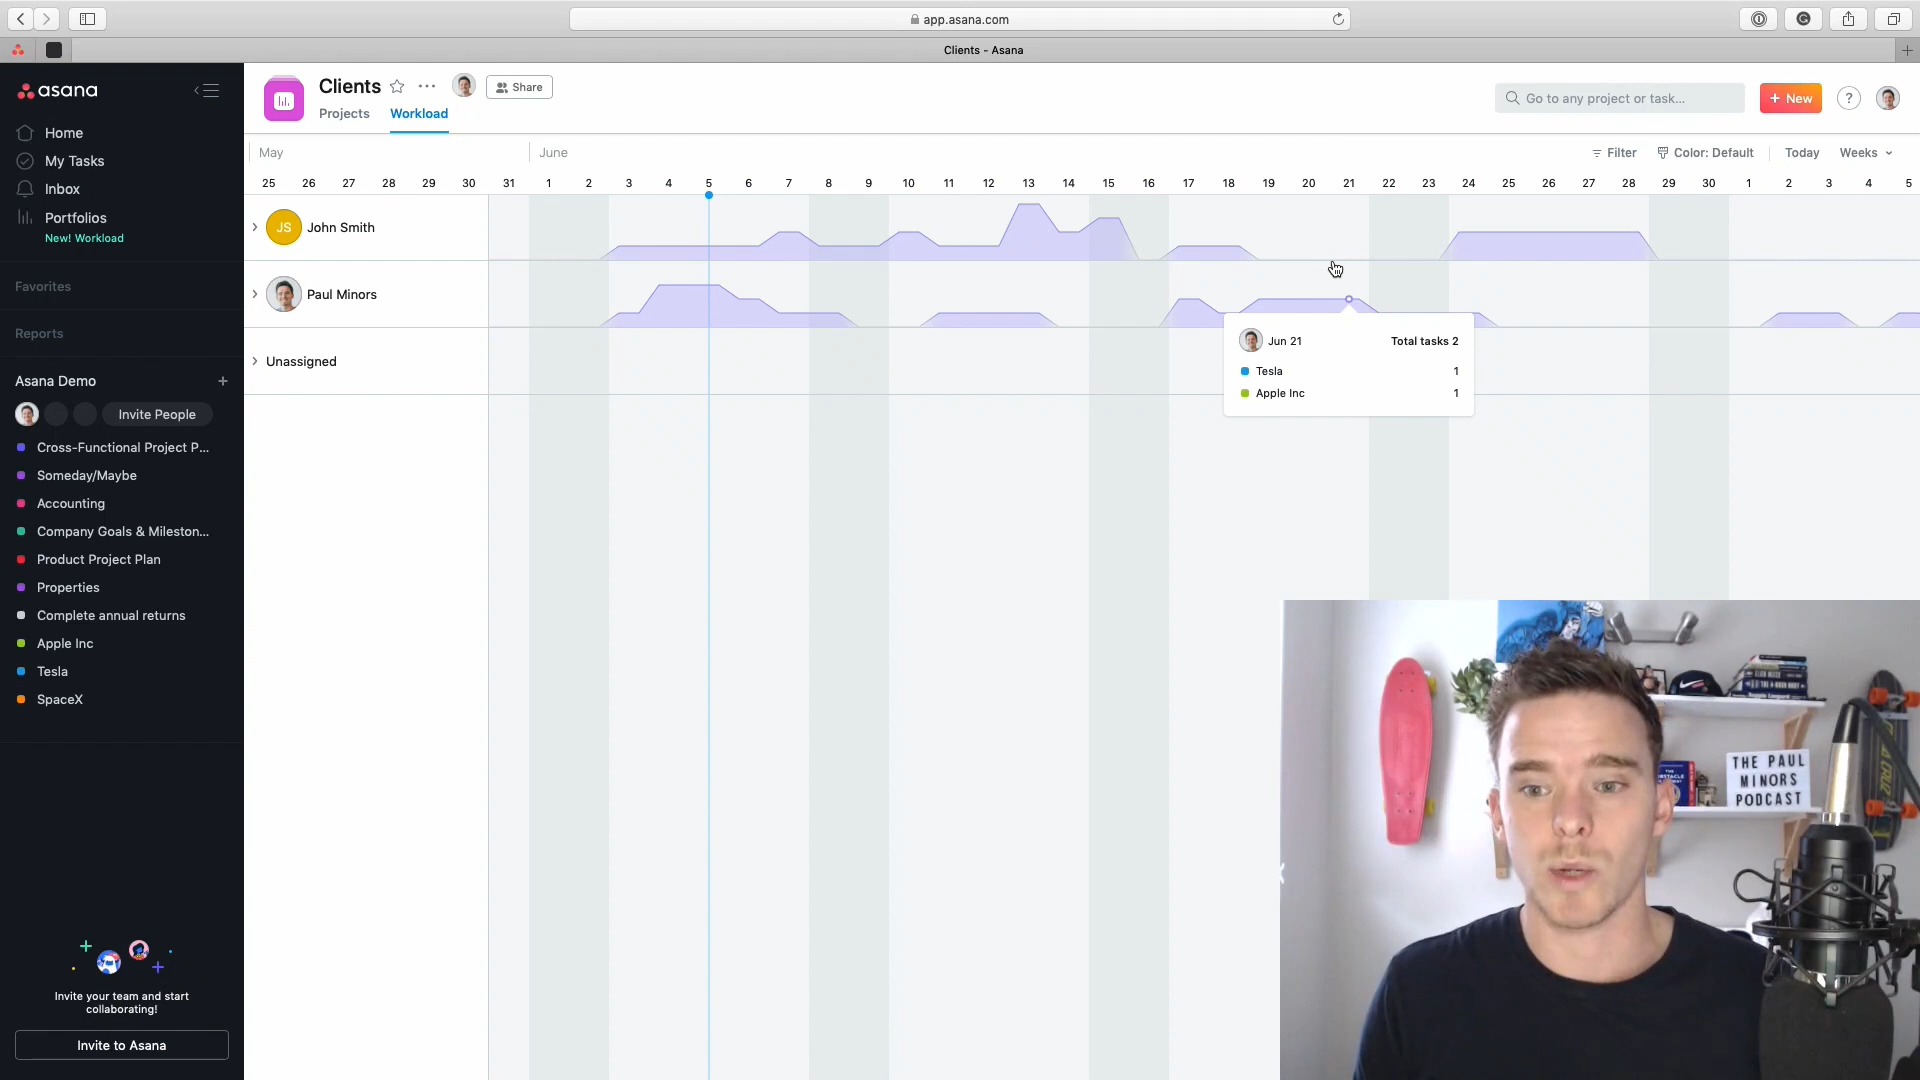 app.asana.com
Clients - Asana
asana
Home
My Tasks
Inbox
Portfolios
New! Workload
Favorites
Reports
Asana Demo
Invite People
Cross-Functional Project P...
Someday/Maybe
Accounting
Company Goals & Mileston...
Product Project Plan
Properties
Complete annual returns
Apple Inc
Tesla
SpaceX
Invite your team and start
collaborating!
Invite to Asana
Clients
Share
Projects Workload
Go to any project or task...
+ New
?
May June
Filter Color: Default Today Weeks
25 26 27 28 29 30 31 1 2 3 4 5 6 7 8 9 10 11 12 13 14 15 16 17 18 19 20 21 22 23 24 25 26 27 28 29 30 1 2 3 4 5
JS John Smith
Paul Minors
Unassigned
Jun 21 Total tasks 2
Tesla 1
Apple Inc 1
THE PAUL
MINORS
PODCAST